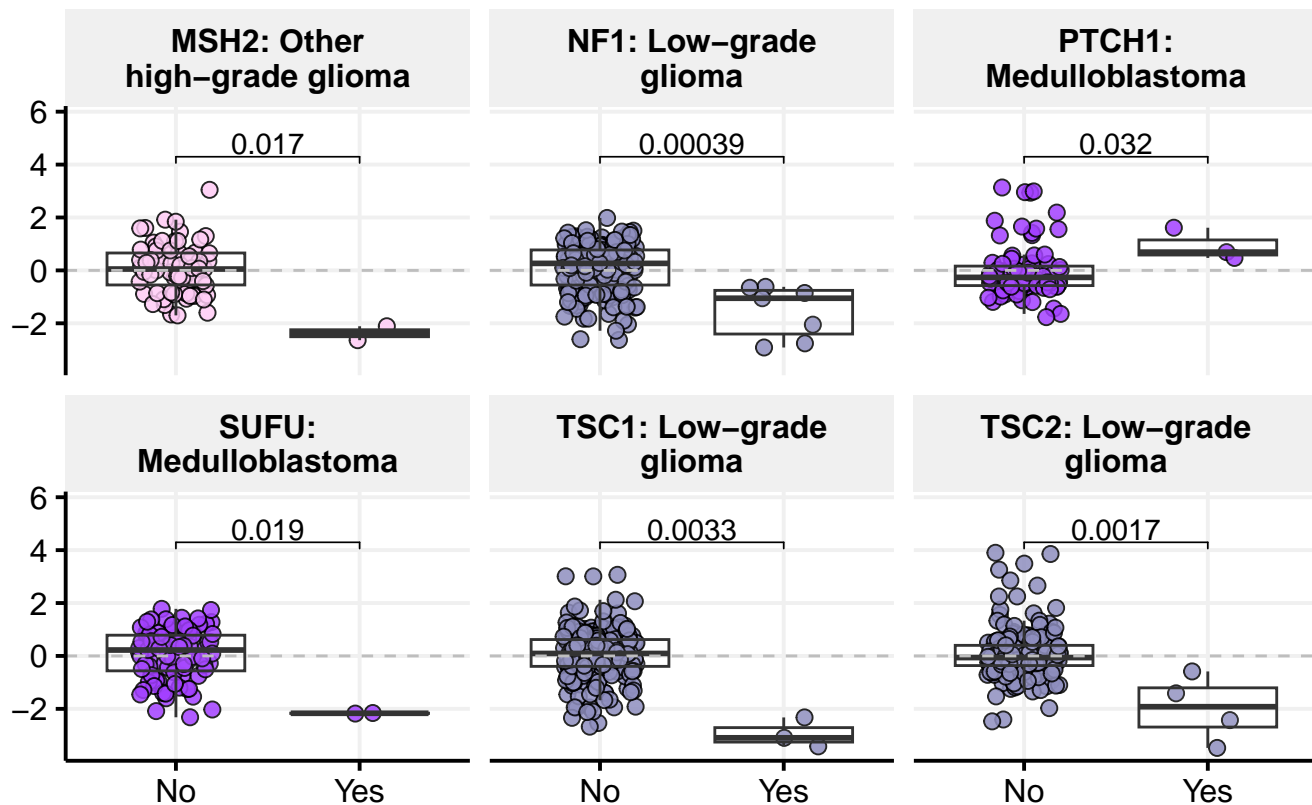 MSH2: Other
high−grade glioma
NF1: Low−grade
glioma
PTCH1:
Medulloblastoma
6
4
2
0
−2
0.017
0.00039
0.032
SUFU:
Medulloblastoma
TSC1: Low−grade
glioma
TSC2: Low−grade
glioma
6
4
2
0
−2
0.019
0.0033
0.0017
No
Yes
No
Yes
No
Yes